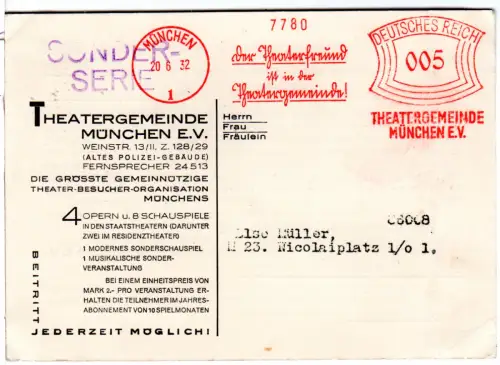 7780
SONDER-
SERIE
MÜNCHEN
20 6 32
1
Der Theaterfreund
ist in der
Theatergemeinde!
DEUTSCHES REICH
005
THEATERGEMEINDE
MÜNCHEN E.V.
THEATERGEMEINDE
MÜNCHEN E.V.
WEINSTR. 13/II. Z. 128/29
(ALTES POLIZEI-GEBÄUDE)
FERNSPRECHER 24513
DIE GRÖSSTE GEMEINNÜTZIGE
THEATER-BESUCHER-ORGANISATION
MÜNCHENS
4 OPERN U. 8 SCHAUSPIELE
IN DEN STAATSTHEATERN (DARUNTER
ZWEI IM RESIDENZTHEATER)
1 MODERNES SONDERSCHAUSPIEL
1 MUSIKALISCHE SONDER-
VERANSTALTUNG
BEI EINEM EINHEITSPREIS VON
MARK 2.- PRO VERANSTALTUNG ER-
HALTEN DIE TEILNEHMER IM JAHRES-
ABONNEMENT VON 10 SPIELMONATEN
BEITRITT
JEDERZEIT MÖGLICH!
Herrn
Frau
Fräulein
06068
Else Müller,
M 23. Nicolaiplatz 1/o l.